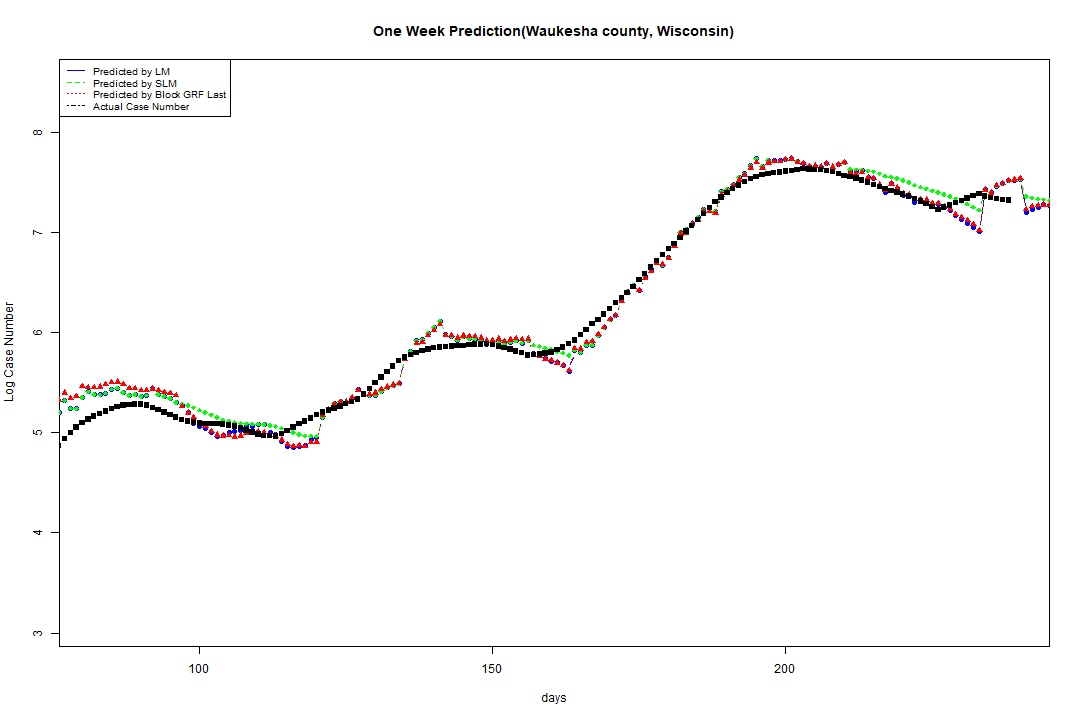 One Week Prediction(Waukesha county, Wisconsin)
Predicted by LM
Predicted by SLM
Predicted by Block GRF Last
Actual Case Number
8
7
6
5
4
3
Log Case Number
100 150 200
days